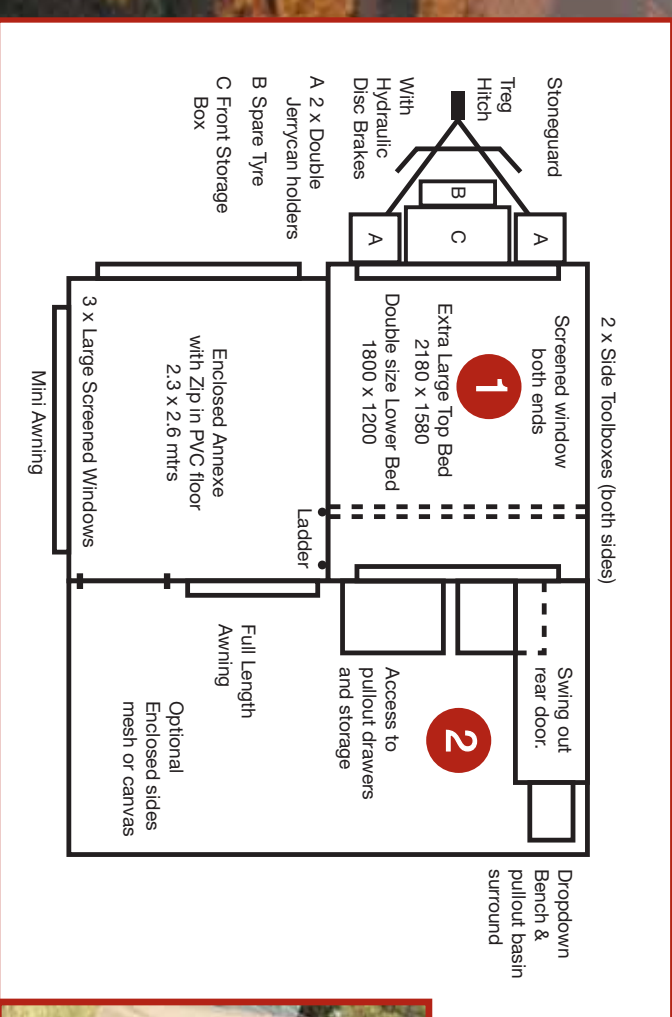 Stoneguard
Treg
Hitch
With
Hydraulic
Disc Brakes
A 2 x Double
Jerrycan holders
B Spare Tyre
C Front Storage
Box
A
B
C
A
2 x Side Toolboxes (both sides)
Screened window
both ends
1
Extra Large Top Bed
2180 x 1580
Double size Lower Bed
1800 x 1200
Ladder
Enclosed Annexe
with Zip in PVC floor
2.3 x 2.6 mtrs
3 x Large Screened Windows
Mini Awning
Swing out
rear door.
2
Access to
pullout drawers
and storage
Full Length
Awning
Optional
Enclosed sides
mesh or canvas
Dropdown
Bench &
pullout basin
surround